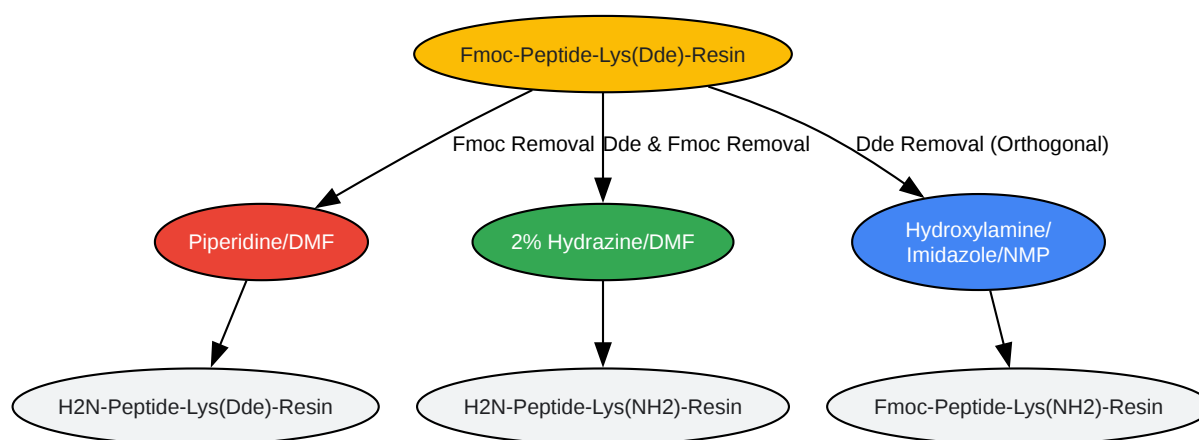 Fmoc-Peptide-Lys(Dde)-Resin
Fmoc Removal
Dde & Fmoc Removal
Dde Removal (Orthogonal)
Piperidine/DMF
2% Hydrazine/DMF
Hydroxylamine/
Imidazole/NMP
H2N-Peptide-Lys(Dde)-Resin
H2N-Peptide-Lys(NH2)-Resin
Fmoc-Peptide-Lys(NH2)-Resin